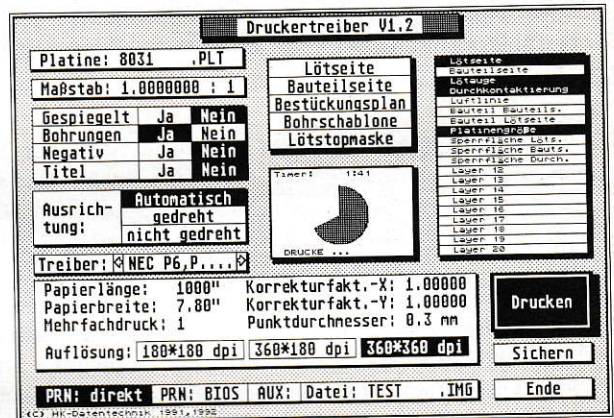 Druckertreiber V1.2
Platine: 8031 .PLT
Maßstab: 1.0000000 : 1
Gespiegelt Ja Nein
Bohrungen Ja Nein
Negativ Ja Nein
Titel Ja Nein
Ausrich-
tung:
Automatisch
gedreht
nicht gedreht
Treiber: NEC P6,P....
Lötseite
Bauteilseite
Bestückungsplan
Bohrschablone
Lötstopmaske
Timer: 1:41
DRUCKE ...
Lötseite
Bauteilseite
Lötauge
Durchkontaktierung
Luftlinie
Bauteil Bauteils.
Bauteil Lötseite
Platinengröße
Sperrfläche Löts.
Sperrfläche Bauts.
Sperrfläche Durch.
Layer 12
Layer 13
Layer 14
Layer 15
Layer 16
Layer 17
Layer 18
Layer 19
Layer 20
Papierlänge: 1000" Korrekturfakt.-X: 1.00000
Papierbreite: 7.80" Korrekturfakt.-Y: 1.00000
Mehrfachdruck: 1 Punktdurchmesser: 0.3 mm
Auflösung: 180*180 dpi 360*180 dpi 360*360 dpi
Drucken
Sichern
PRN: direkt PRN: BIOS AUX: Datei: TEST .IMG
Ende
(C) HK-Datentechnik 1991,1992